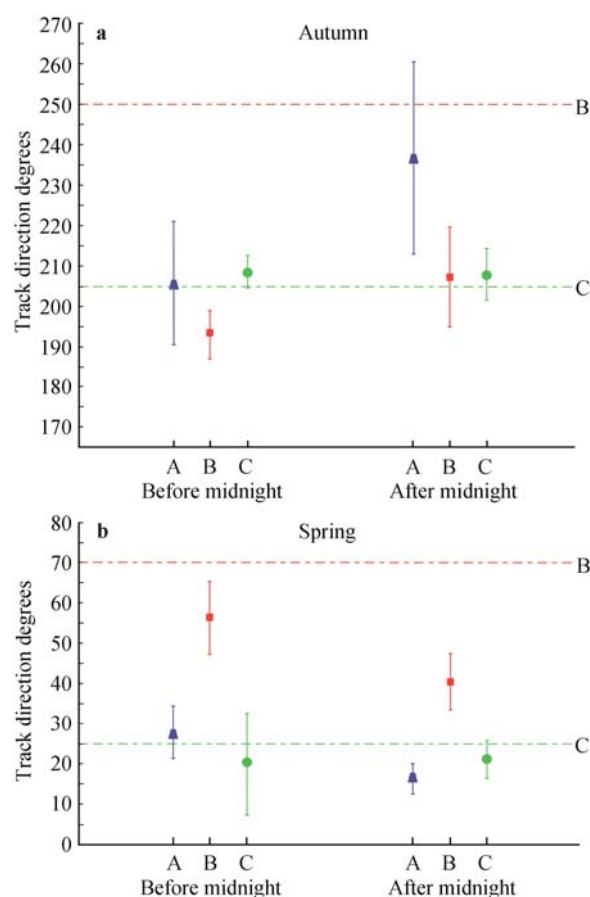 a Autumn
Track direction degrees
270
260
250
240
230
220
210
200
190
180
170
B
C
A B C A B C
Before midnight After midnight
b Spring
Track direction degrees
80
70
60
50
40
30
20
10
0
B
C
A B C A B C
Before midnight After midnight